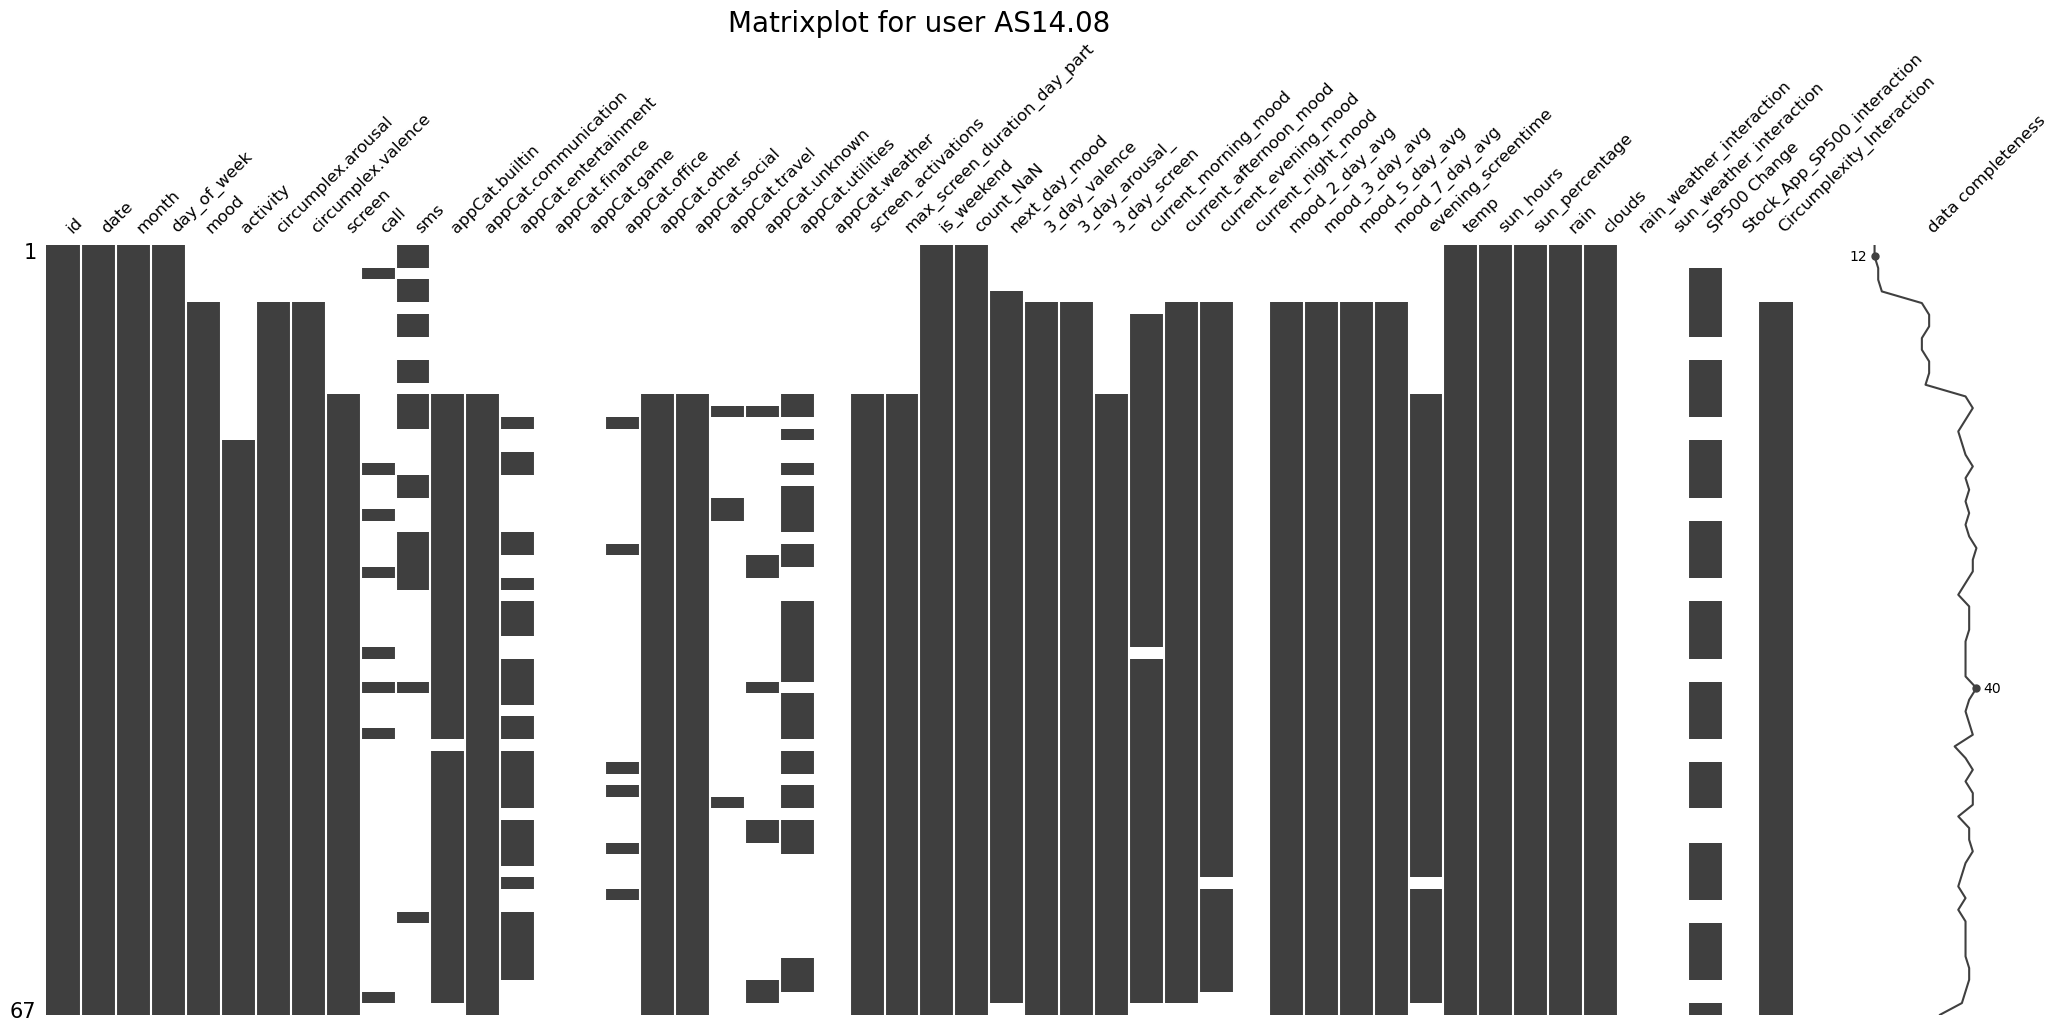 Matrixplot for user AS14.08
id
date
month
day_of_week
mood
activity
circumplex.arousal
circumplex.valence
screen
call
sms
appCat.builtin
appCat.communication
appCat.entertainment
appCat.finance
appCat.game
appCat.office
appCat.other
appCat.social
appCat.travel
appCat.unknown
appCat.utilities
appCat.weather
screen_activations
max_screen_duration_day_part
is_weekend
count_NaN
next_day_mood
3_day_valence
3_day_arousal_
3_day_screen
current_morning_mood
current_afternoon_mood
current_evening_mood
current_night_mood
mood_2_day_avg
mood_3_day_avg
mood_5_day_avg
mood_7_day_avg
evening_screentime
temp
sun_hours
sun_percentage
rain
clouds
rain_weather_interaction
sun_weather_interaction
SP500 Change
Stock_App_SP500_interaction
Circumplexity_Interaction
data completeness
1
12
40
67